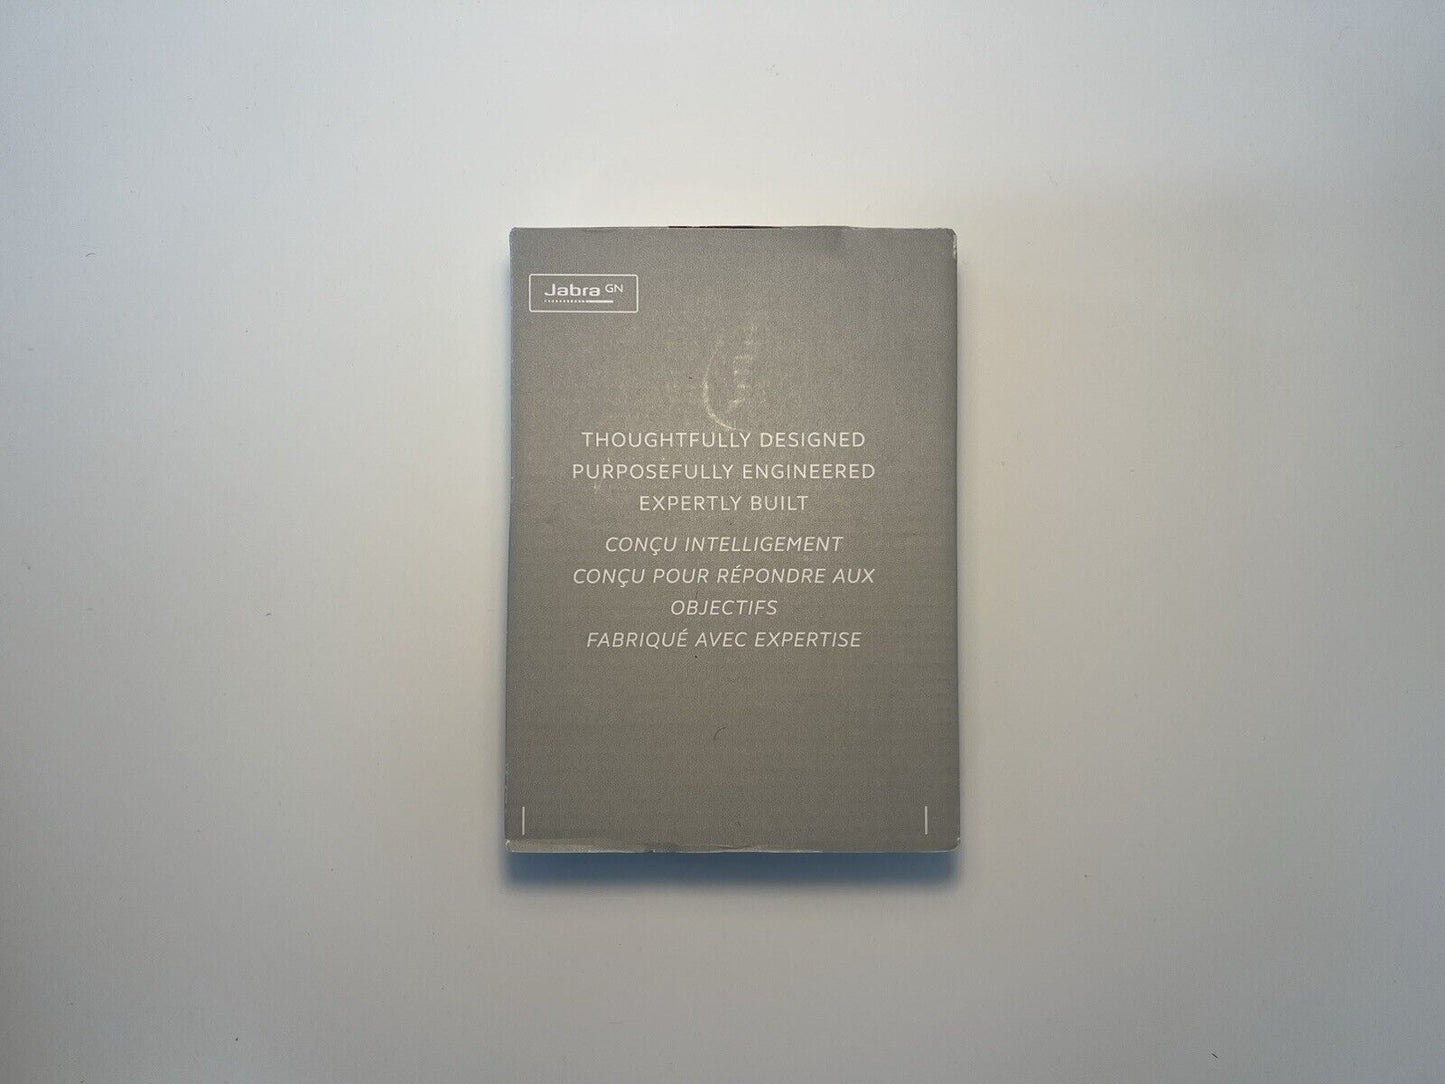 Jabra GN
THOUGHTFULLY DESIGNED
PURPOSEFULLY ENGINEERED
EXPERTLY BUILT
CONÇU INTELLIGEMENT
CONÇU POUR RÉPONDRE AUX
OBJECTIFS
FABRIQUÉ AVEC EXPERTISE